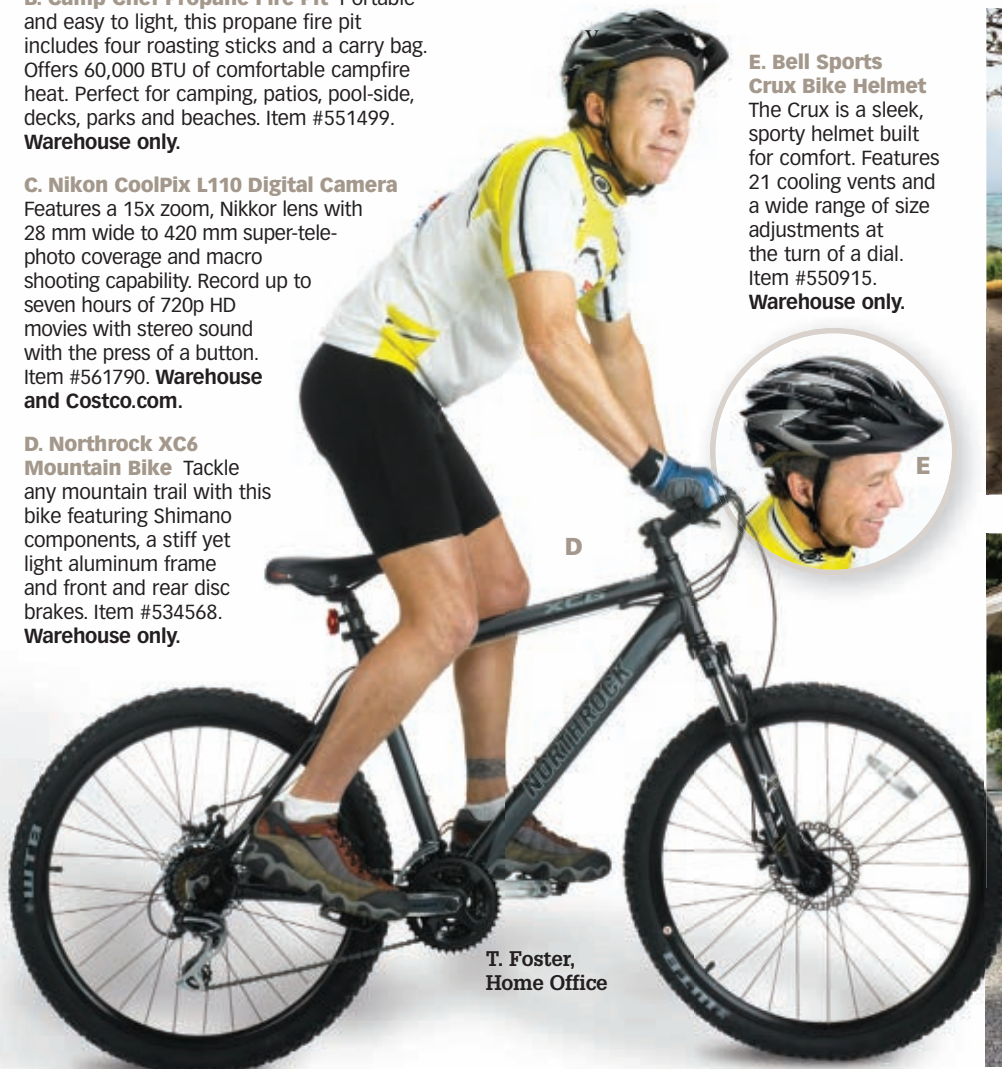 B. Camp Chef Propane Fire Pit Portable
and easy to light, this propane fire pit
includes four roasting sticks and a carry bag.
Offers 60,000 BTU of comfortable campfire
heat. Perfect for camping, patios, pool-side,
decks, parks and beaches. Item #551499.
Warehouse only.
C. Nikon CoolPix L110 Digital Camera
Features a 15x zoom, Nikkor lens with
28 mm wide to 420 mm super-tele-
photo coverage and macro
shooting capability. Record up to
seven hours of 720p HD
movies with stereo sound
with the press of a button.
Item #561790. Warehouse
and Costco.com.
D. Northrock XC6
Mountain Bike Tackle
any mountain trail with this
bike featuring Shimano
components, a stiff yet
light aluminum frame
and front and rear disc
brakes. Item #534568.
Warehouse only.
E. Bell Sports
Crux Bike Helmet
The Crux is a sleek,
sporty helmet built
for comfort. Features
21 cooling vents and
a wide range of size
adjustments at
the turn of a dial.
Item #550915.
Warehouse only.
E
D
XC6
NORTHROCK
WTB
T. Foster,
Home Office